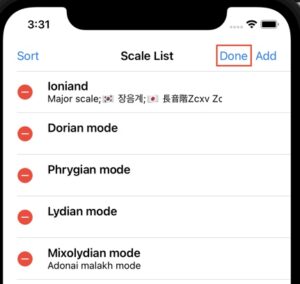 3:31
Sort
Scale List
Done
Add
Ioniand
Major scale;🇰🇷 장음계;🇯🇵 長音階Zcxv Zc
Dorian mode
Phrygian mode
Lydian mode
Mixolydian mode
Adonai malakh mode